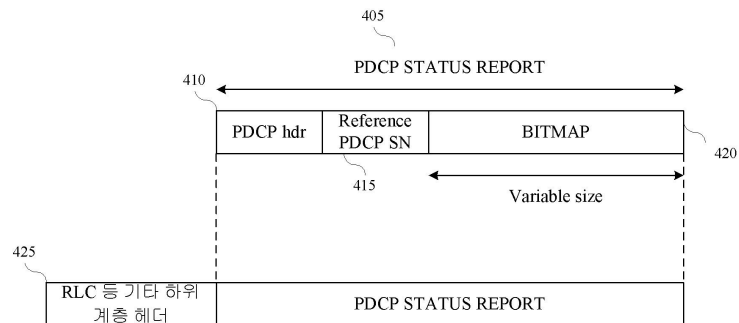 405
PDCP STATUS REPORT
410
PDCP hdr
Reference
PDCP SN
BITMAP
420
415
Variable size
425
RLC 등 기타 하위
계층 헤더
PDCP STATUS REPORT